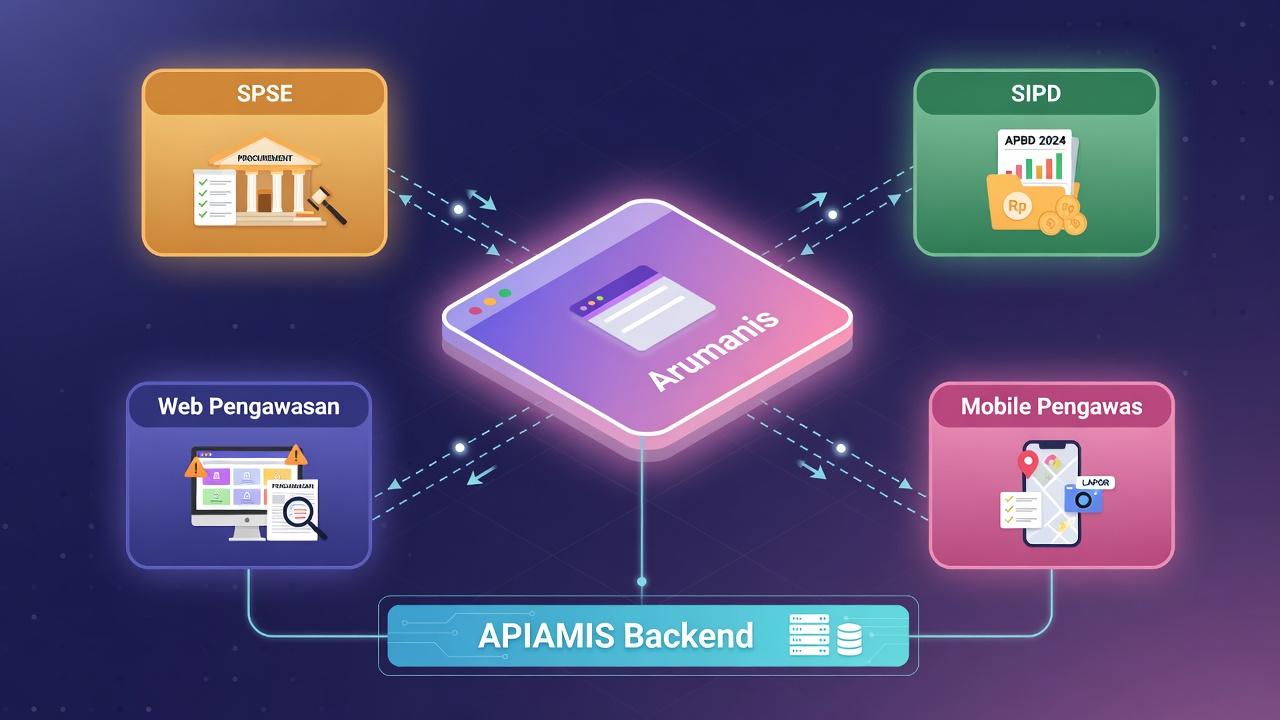 SPSE
PROCUREMENT
SIPD
APBD 2024
Rp
Arumanis
Web Pengawasan
Mobile Pengawas
LAPOR
APIAMIS Backend